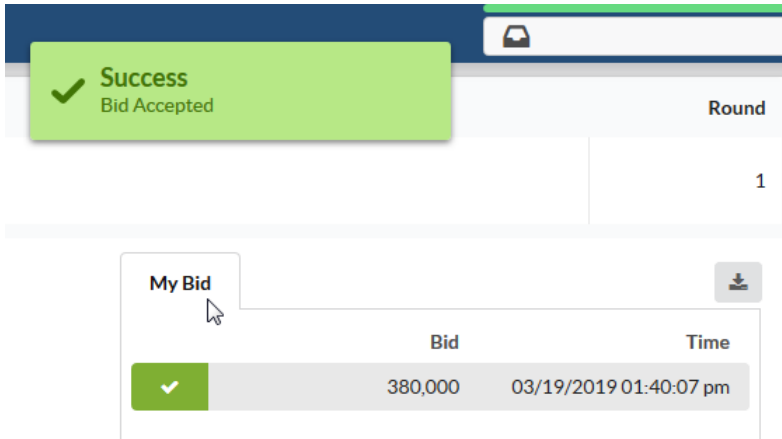 Success
Bid Accepted
Round
1
My Bid
Bid Time
380,000 03/19/2019 01:40:07 pm